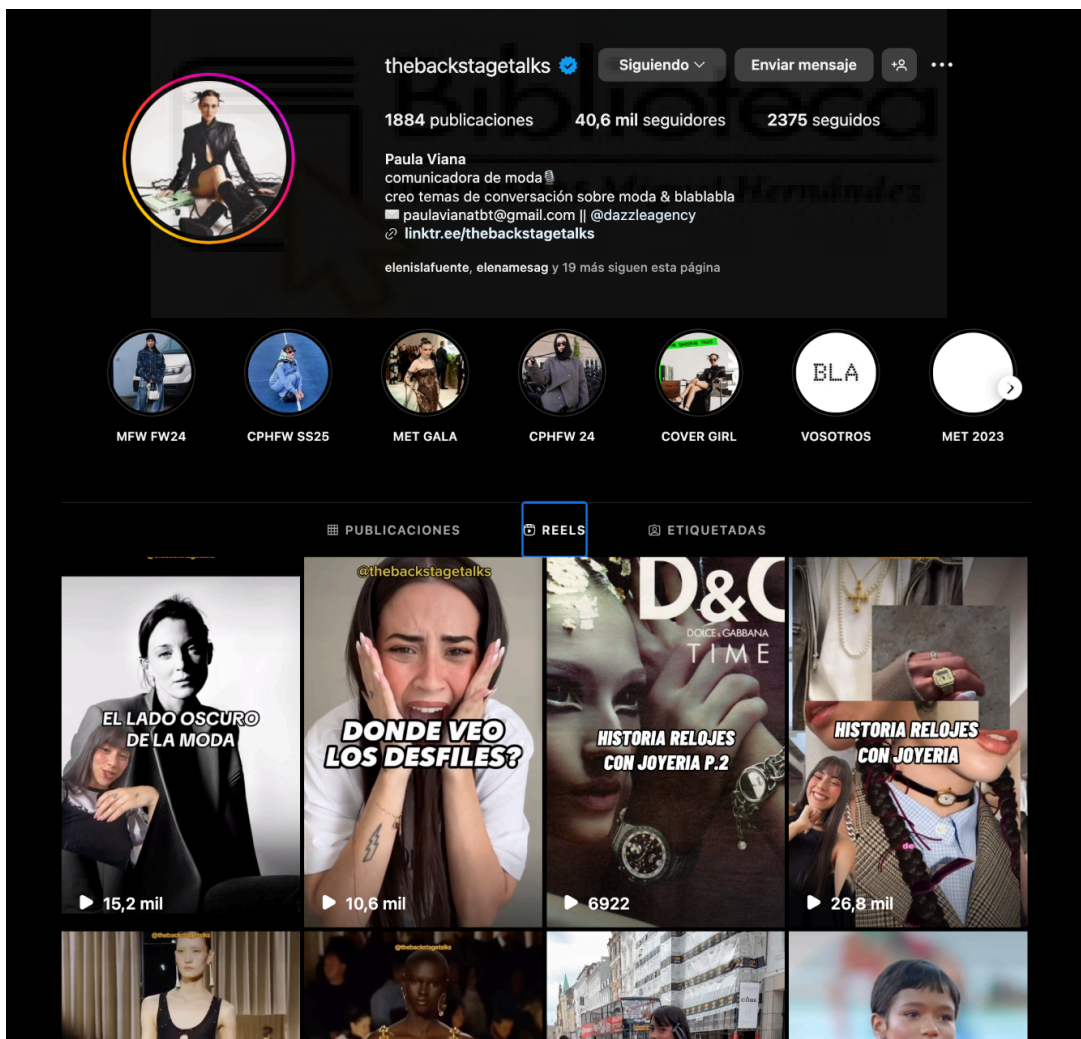 Biblioteca
Hernández
thebackstagetalks
Siguiendo
Enviar mensaje
1884 publicaciones 40,6 mil seguidores 2375 seguidos
Paula Viana
comunicadora de moda🎙
creo temas de conversación sobre moda & blablabla
✉️ paulavianatbt@gmail.com || @dazzleagency
linktr.ee/thebackstagetalks
elenislafuente, elenamesag y 19 más siguen esta página
BLA
MFW FW24
CPHFW SS25
MET GALA
CPHFW 24
COVER GIRL
VOSOTROS
MET 2023
PUBLICACIONES
REELS
ETIQUETADAS
EL LADO OSCURO
DE LA MODA
15,2 mil
@thebackstagetalks
DONDE VEO
LOS DESFILES?
10,6 mil
D&G
DOLCE & GABBANA
TIME
HISTORIA RELOJES
CON JOYERIA P.2
6922
HISTORIA RELOJES
CON JOYERIA
de
26,8 mil
@thebackstagetalks
@thebackstagetalks